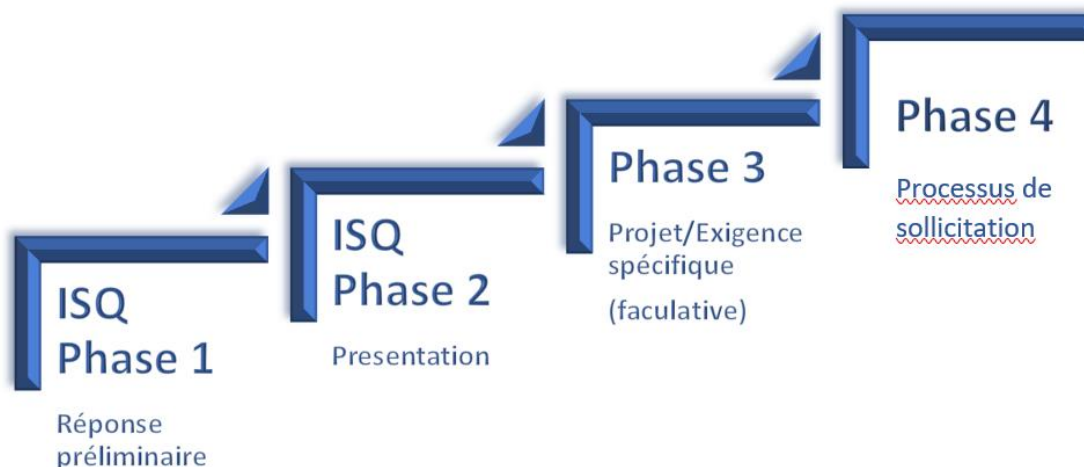 ISQ
Phase 1
Réponse
préliminaire
ISQ
Phase 2
Presentation
Phase 3
Projet/Exigence
spécifique
(faculative)
Phase 4
Processus de
sollicitation